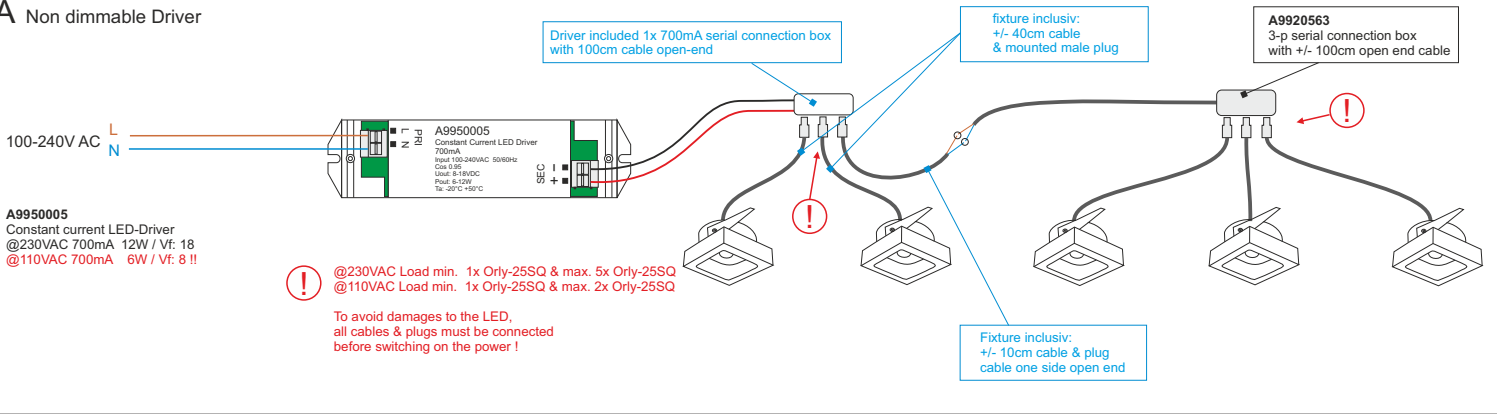 A Non dimmable Driver
Driver included 1x 700mA serial connection box
with 100cm cable open-end
fixture inclusiv:
+/- 40cm cable
& mounted male plug
A9920563
3-p serial connection box
with +/- 100cm open end cable
100-240V AC
L
N
L
N
PRI
A9950005
Constant Current LED Driver
700mA
Input 100-240VAC 50/60Hz
Cos 0.95
Uout: 8-18VDC
Pout: 6-12W
Ta: -20°C +50°C
SEC
−
+
!
!
A9950005
Constant current LED-Driver
@230VAC 700mA 12W / Vf: 18
@110VAC 700mA 6W / Vf: 8 !!
!
@230VAC Load min. 1x Orly-25SQ & max. 5x Orly-25SQ
@110VAC Load min. 1x Orly-25SQ & max. 2x Orly-25SQ
To avoid damages to the LED,
all cables & plugs must be connected
before switching on the power !
Fixture inclusiv:
+/- 10cm cable & plug
cable one side open end